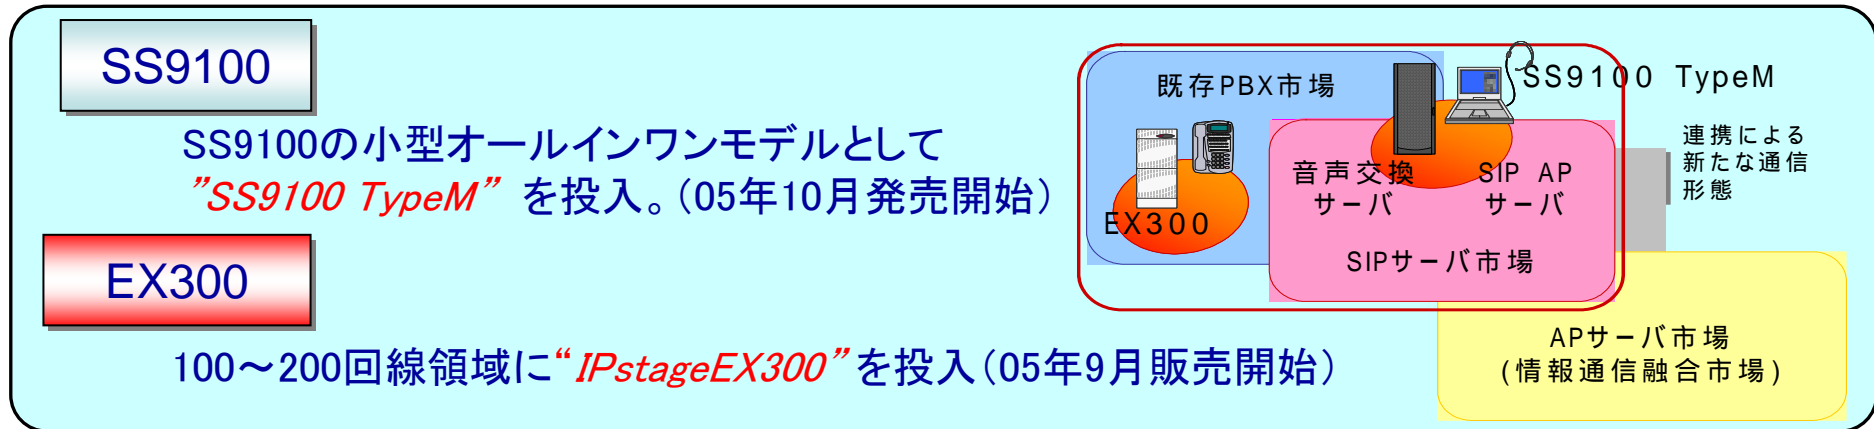 SS9100
SS9100の小型オールインワンモデルとして
”SS9100 TypeM” を投入。（05年10月発売開始）
EX300
100～200回線領域に“IPstageEX300”を投入（05年9月販売開始）
既存PBX市場
SS9100 TypeM
連携による
新たな通信
形態
EX300
音声交換
サーバ
SIP AP
サーバ
SIPサーバ市場
APサーバ市場
(情報通信融合市場)